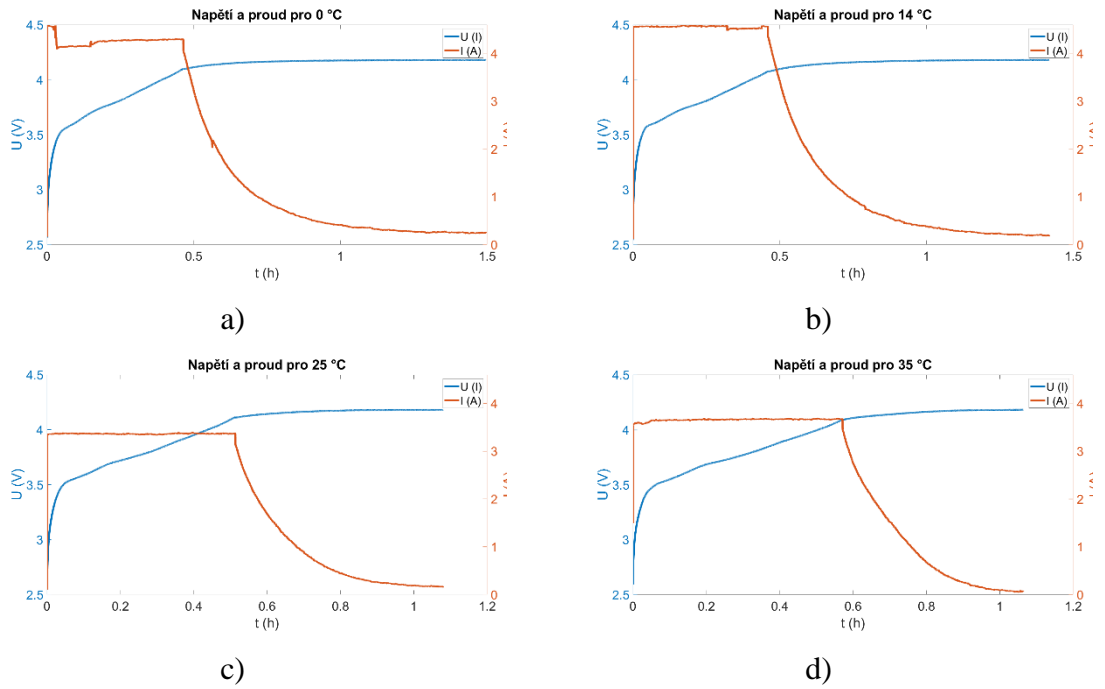 Napětí a proud pro 0 °C
U (I)
I (A)
4.5
4
3.5
3
2.5
U (V)
4
3
2
1
0
0
0.5
1
1.5
t (h)
a)
Napětí a proud pro 14 °C
U (I)
I (A)
4.5
4
3.5
3
2.5
U (V)
4
3
2
1
0
0
0.5
1
1.5
t (h)
b)
Napětí a proud pro 25 °C
U (I)
I (A)
4.5
4
3.5
3
2.5
U (V)
4
3
2
1
0
0
0.2
0.4
0.6
0.8
1
1.2
t (h)
c)
Napětí a proud pro 35 °C
U (I)
I (A)
4.5
4
3.5
3
2.5
U (V)
4
3
2
1
0
0
0.2
0.4
0.6
0.8
1
1.2
t (h)
d)